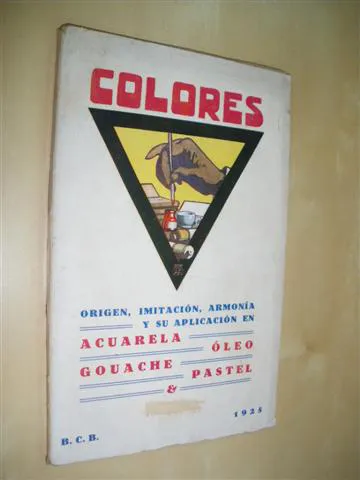 COLORES
ORIGEN, IMITACIÓN, ARMONÍA
Y SU APLICACIÓN EN
ACUARELA ÓLEO
GOUACHE PASTEL
&
B. C. B. 1925